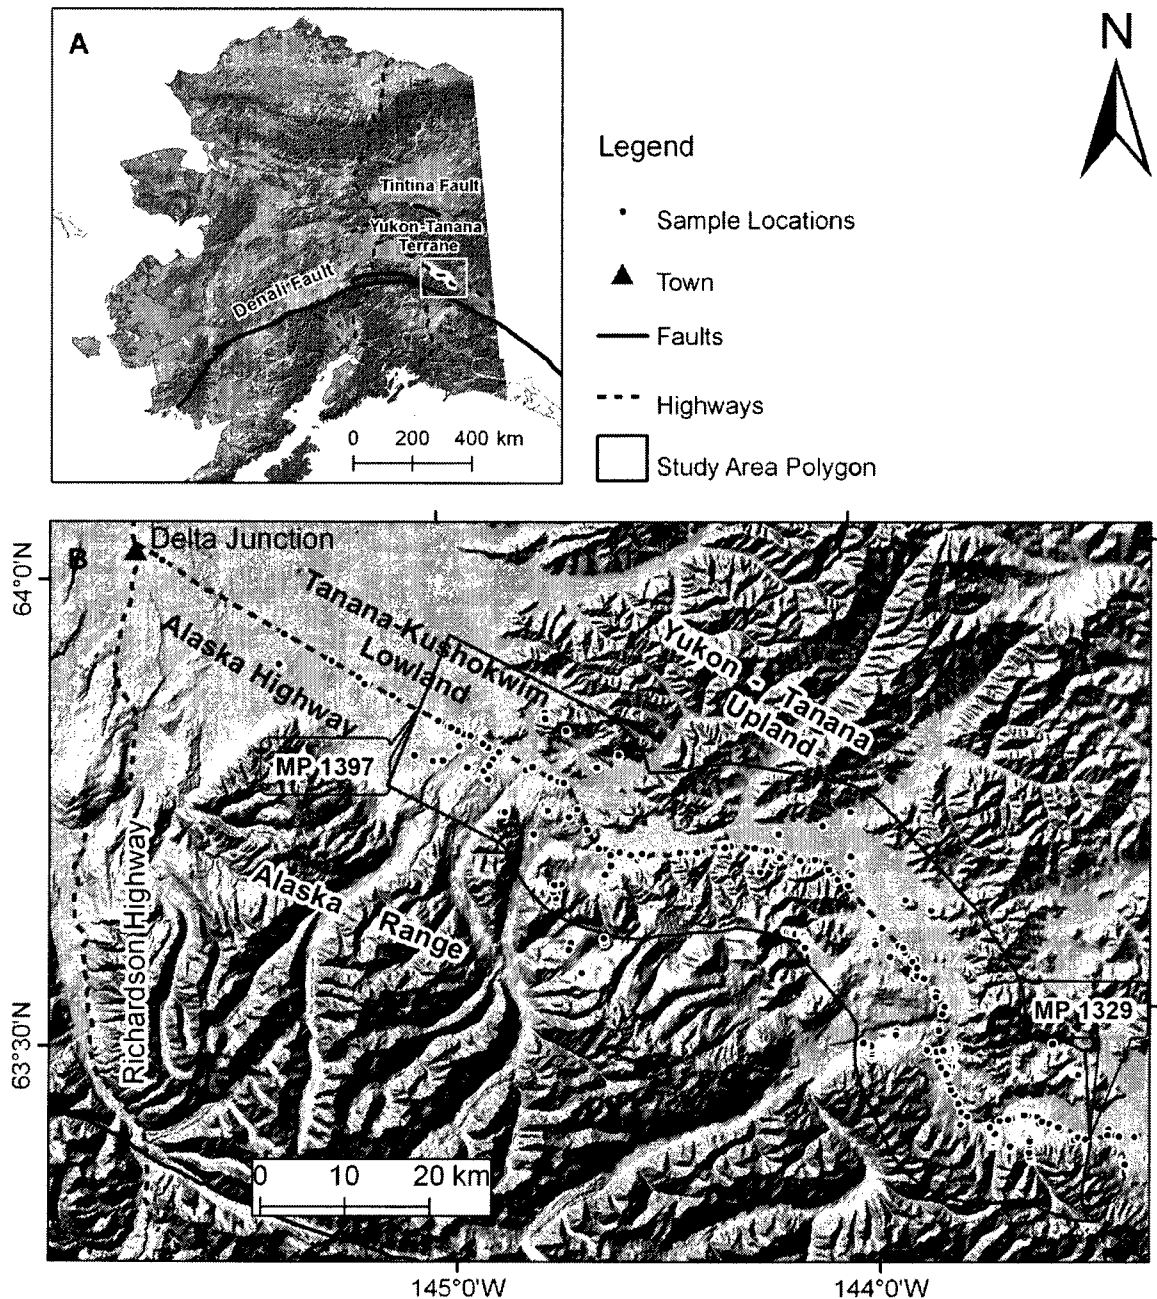 A
N
Tintina Fault
Yukon-Tanana
Terrane
Denali Fault
0 200 400 km
Legend
Sample Locations
Town
Faults
Highways
Study Area Polygon
B
Delta Junction
64°0'N
Tanana-Kushokwim
Lowland
Alaska Highway
Yukon - Tanana
Upland
MP 1397
Richardson Highway
Alaska Range
MP 1329
63°30'N
0 10 20 km
145°0'W
144°0'W